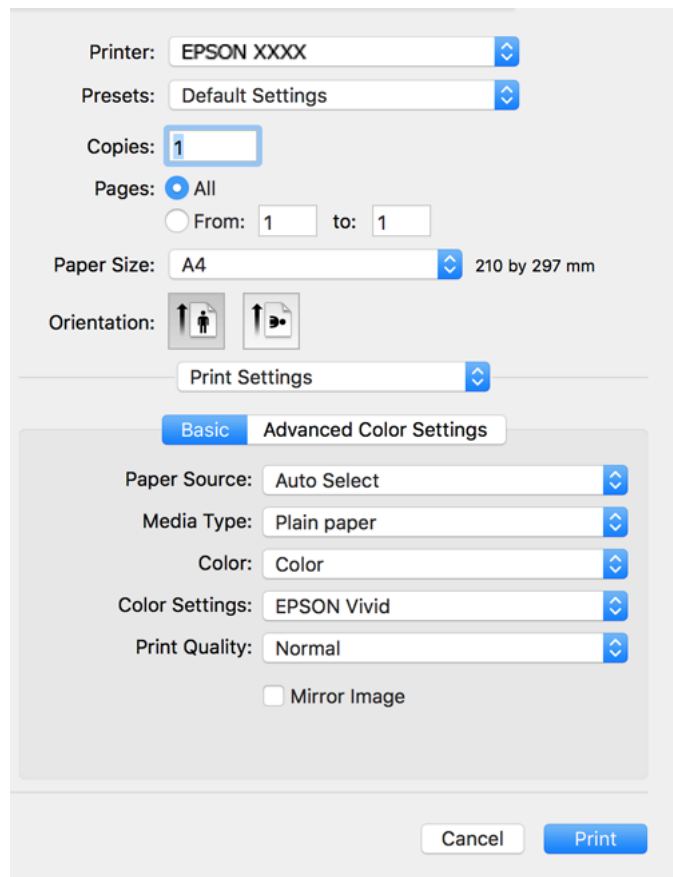 Printer: EPSON XXXX
Presets: Default Settings
Copies: 1
Pages: All
From: 1 to: 1
Paper Size: A4 210 by 297 mm
Orientation:
Print Settings
Basic Advanced Color Settings
Paper Source: Auto Select
Media Type: Plain paper
Color: Color
Color Settings: EPSON Vivid
Print Quality: Normal
Mirror Image
Cancel Print